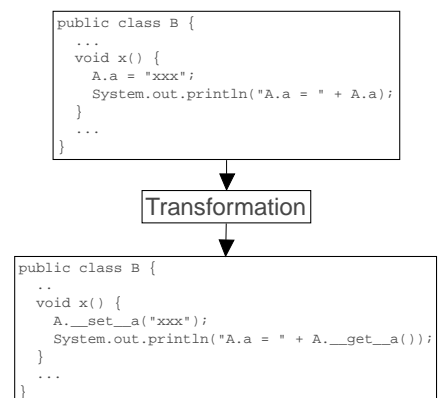 public class B {
  ...
  void x() {
    A.a = "xxx";
    System.out.println("A.a = " + A.a);
  }
  ...
}
Transformation
public class B {
  ..
  void x() {
    A.__set__a("xxx");
    System.out.println("A.a = " + A.__get__a());
  }
  ...
}